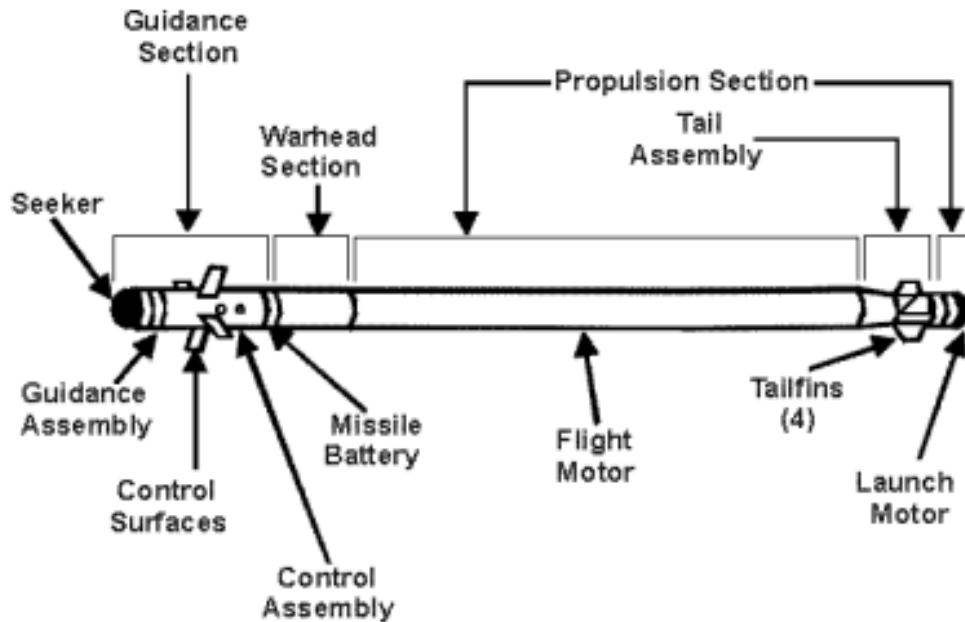 Guidance
Section
Propulsion Section
Tail
Assembly
Warhead
Section
Seeker
Guidance
Assembly
Control
Surfaces
Control
Assembly
Missile
Battery
Flight
Motor
Tailfins
(4)
Launch
Motor